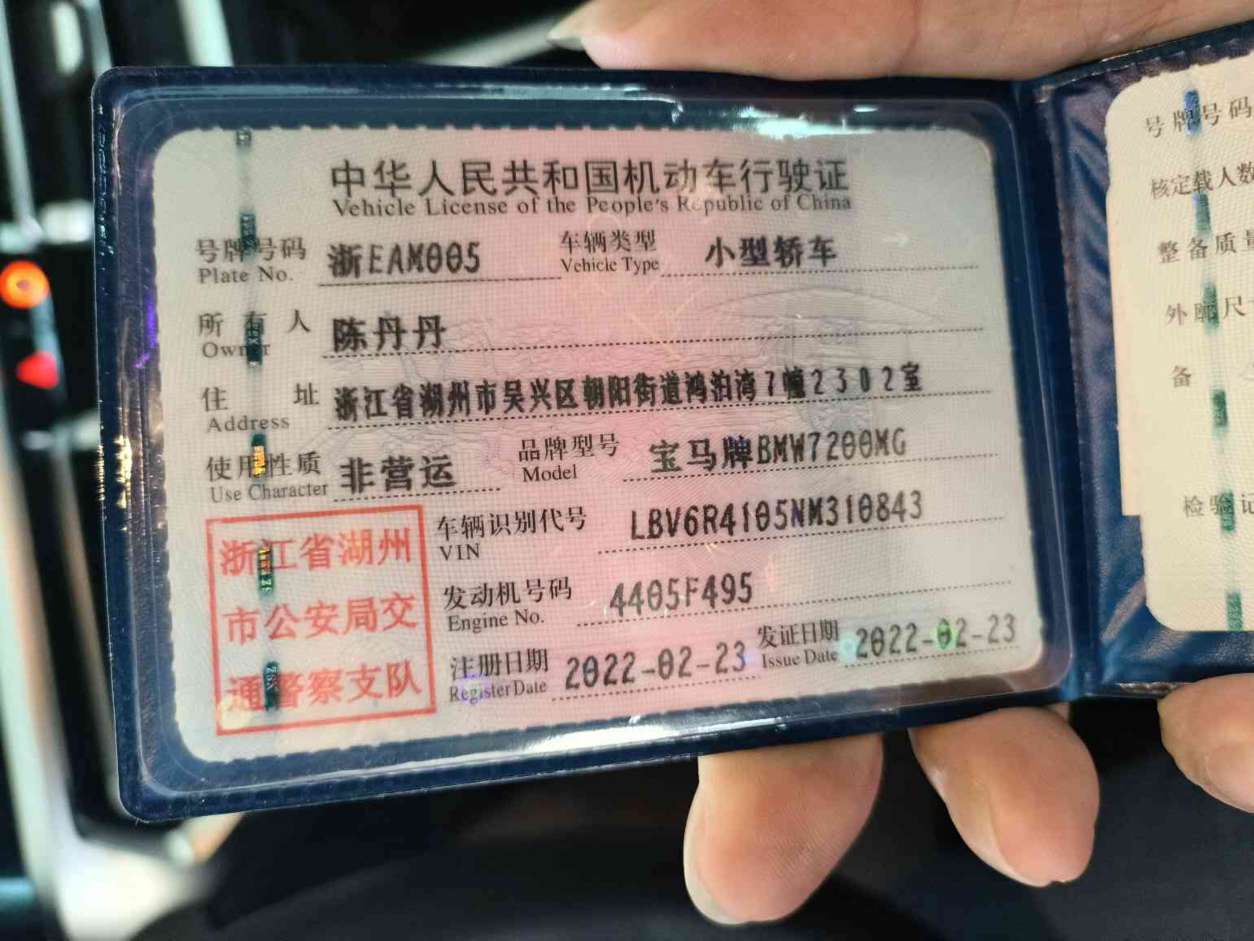 中华人民共和国机动车行驶证
Vehicle License of the People's Republic of China
号牌号码 浙EAM005 车辆类型 小型轿车
Plate No. Vehicle Type
所有人 陈丹丹
Owner
住址 浙江省湖州市吴兴区朝阳街道鸿泊湾7幢2302室
Address
使用性质 非营运 品牌型号 宝马牌BMW7200MG
Use Character Model
浙江省湖州
市公安局交
通警察支队
车辆识别代号 LBV6R4105NM310843
VIN
发动机号码 4405F495
Engine No.
注册日期 2022-02-23 发证日期 2022-02-23
Register Date Issue Date
号牌号码
核定载人数
整备质量
外廓尺
备
检验记